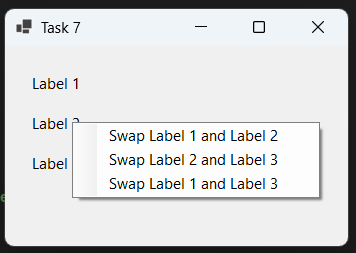 Task 7
Label 1
Label
Swap Label 1 and Label 2
Label
Swap Label 2 and Label 3
Swap Label 1 and Label 3